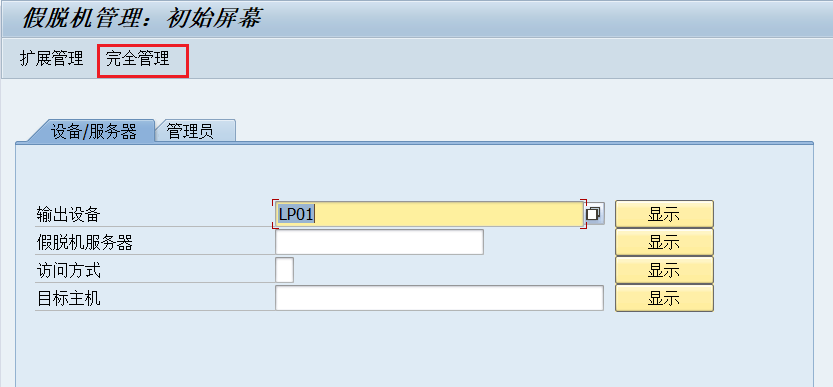 假脱机管理：初始屏幕
扩展管理 完全管理
设备/服务器 管理员
输出设备 LP01 显示
假脱机服务器 显示
访问方式 显示
目标主机 显示